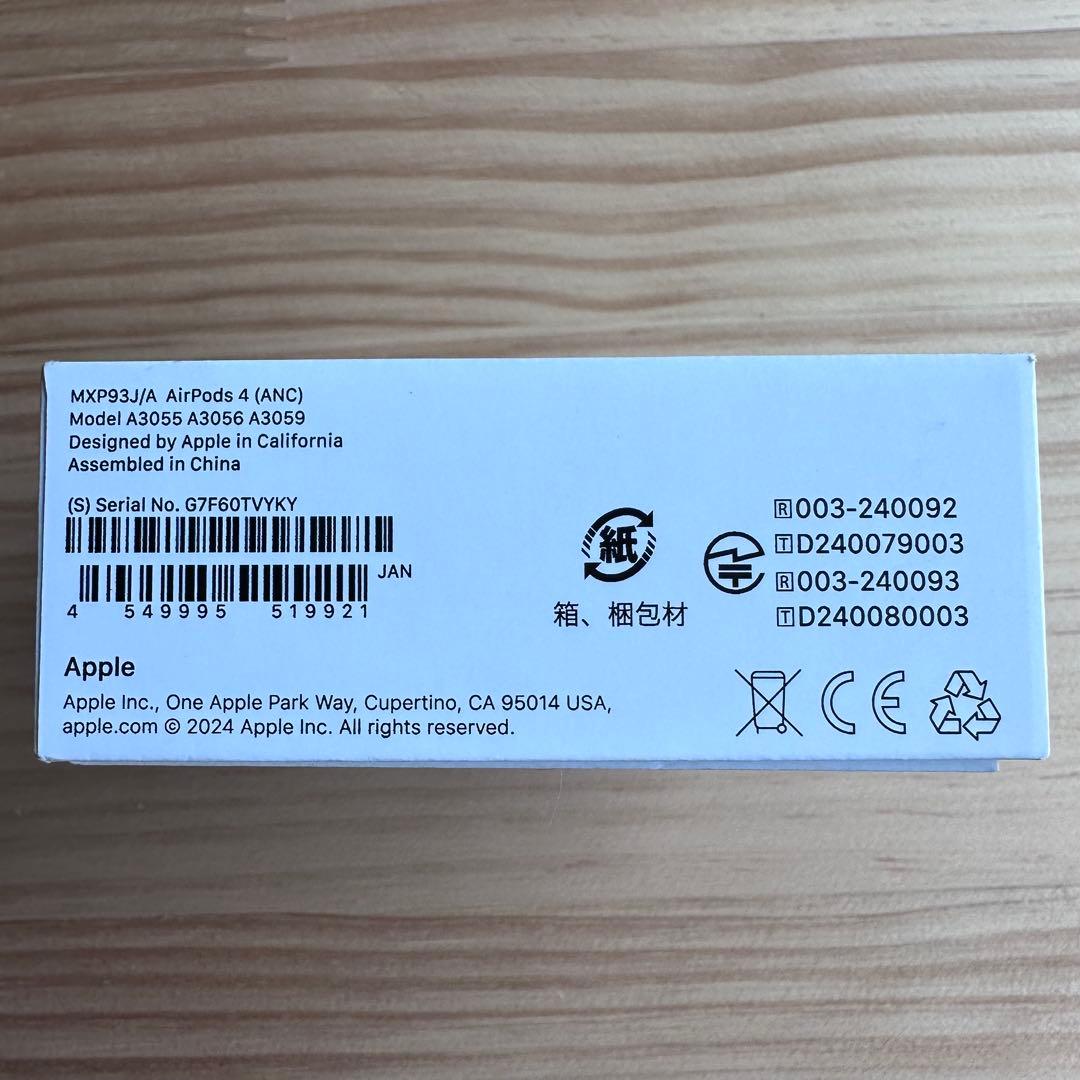 MXP93J/A AirPods 4 (ANC)
Model A3055 A3056 A3059
Designed by Apple in California
Assembled in China
(S) Serial No. G7F60TVYKY
JAN
4 549995 519921
紙
箱、梱包材
R003-240092
TD240079003
R003-240093
TD240080003
Apple
Apple Inc., One Apple Park Way, Cupertino, CA 95014 USA,
apple.com © 2024 Apple Inc. All rights reserved.
CE